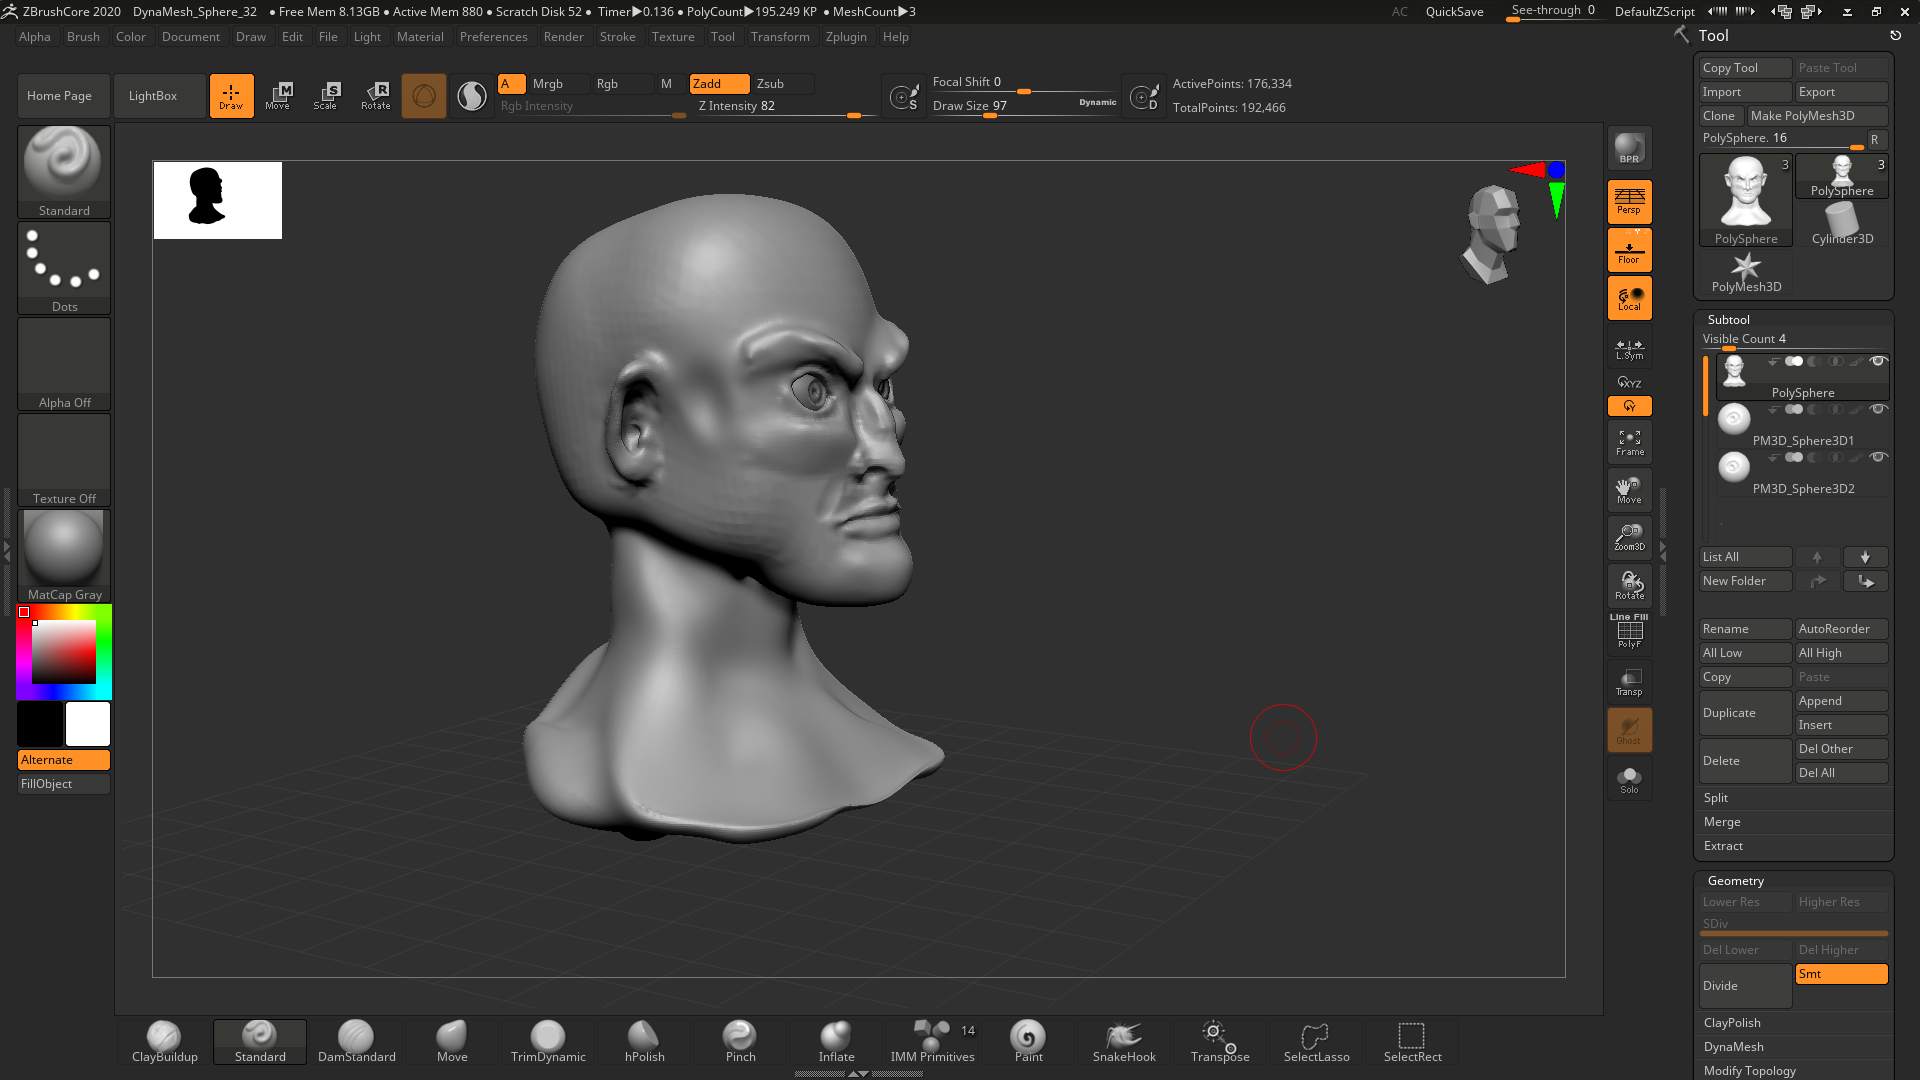 ZBrushCore 2020 DynaMesh_Sphere_32 • Free Mem 8.13GB • Active Mem 880 • Scratch Disk 52 • Timer▶0.136 • PolyCount▶195.249 KP • MeshCount▶3 AC QuickSave See-through 0 DefaultZScript
Alpha Brush Color Document Draw Edit File Light Material Preferences Render Stroke Texture Tool Transform Zplugin Help
Home Page LightBox Draw Move Scale Rotate
M S R
A Mrgb Rgb M Zadd Zsub
Rgb Intensity Z Intensity 82
S Focal Shift 0
Draw Size 97 Dynamic
D ActivePoints: 176,334
TotalPoints: 192,466
Standard
Dots
Alpha Off
Texture Off
MatCap Gray
Alternate
FillObject
BPR
Persp
Floor
Local
L.Sym
XYZ
Y
Frame
Move
Zoom3D
Rotate
Line Fill
PolyF
Transp
Ghost
Solo
Tool
Copy Tool Paste Tool
Import Export
Clone Make PolyMesh3D
PolySphere. 16 R
3 3
PolySphere
PolySphere Cylinder3D
PolyMesh3D
Subtool
Visible Count 4
PolySphere
PM3D_Sphere3D1
PM3D_Sphere3D2
List All
New Folder
Rename AutoReorder
All Low All High
Copy Paste
Duplicate Append
Insert
Delete Del Other
Del All
Split
Merge
Extract
Geometry
Lower Res Higher Res
SDiv
Del Lower Del Higher
Divide Smt
ClayPolish
DynaMesh
Modify Topology
14
ClayBuildup Standard DamStandard Move TrimDynamic hPolish Pinch Inflate IMM Primitives Paint SnakeHook Transpose SelectLasso SelectRect